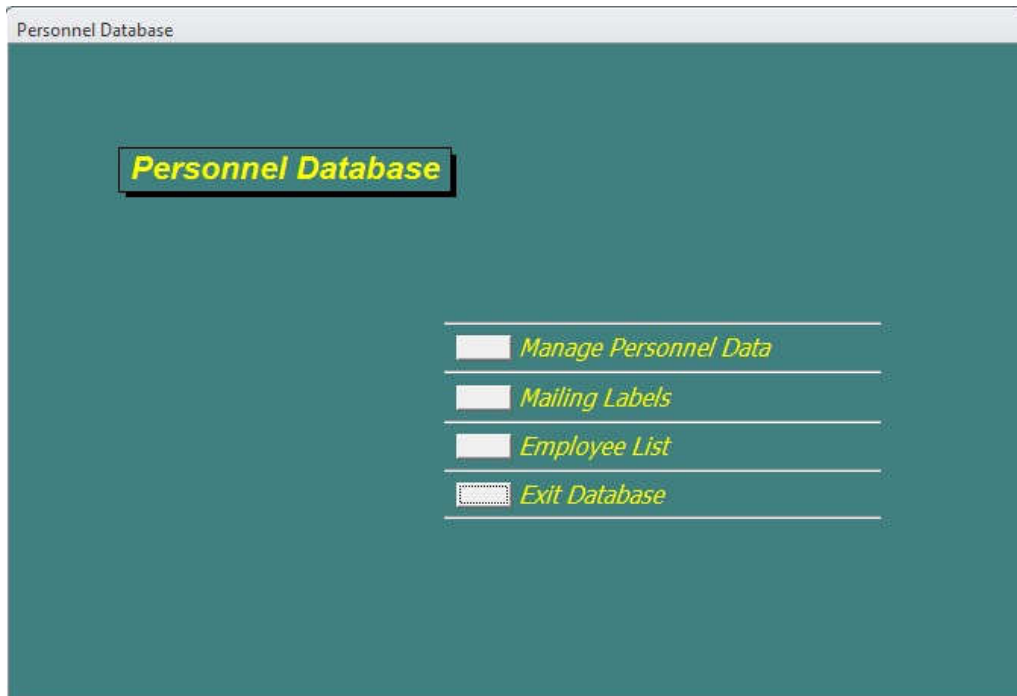 Personnel Database
Personnel Database
Manage Personnel Data
Mailing Labels
Employee List
Exit Database